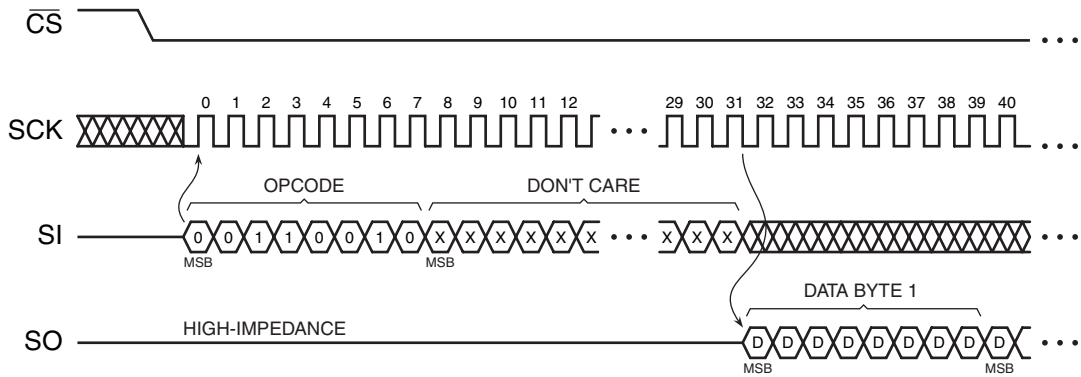 CS
0 1 2 3 4 5 6 7 8 9 10 11 12 29 30 31 32 33 34 35 36 37 38 39 40
SCK
OPCODE DON'T CARE
SI 0 0 1 1 0 0 1 0 X X X X X X X X X
MSB MSB
DATA BYTE 1
HIGH-IMPEDANCE
SO D D D D D D D D D
MSB MSB